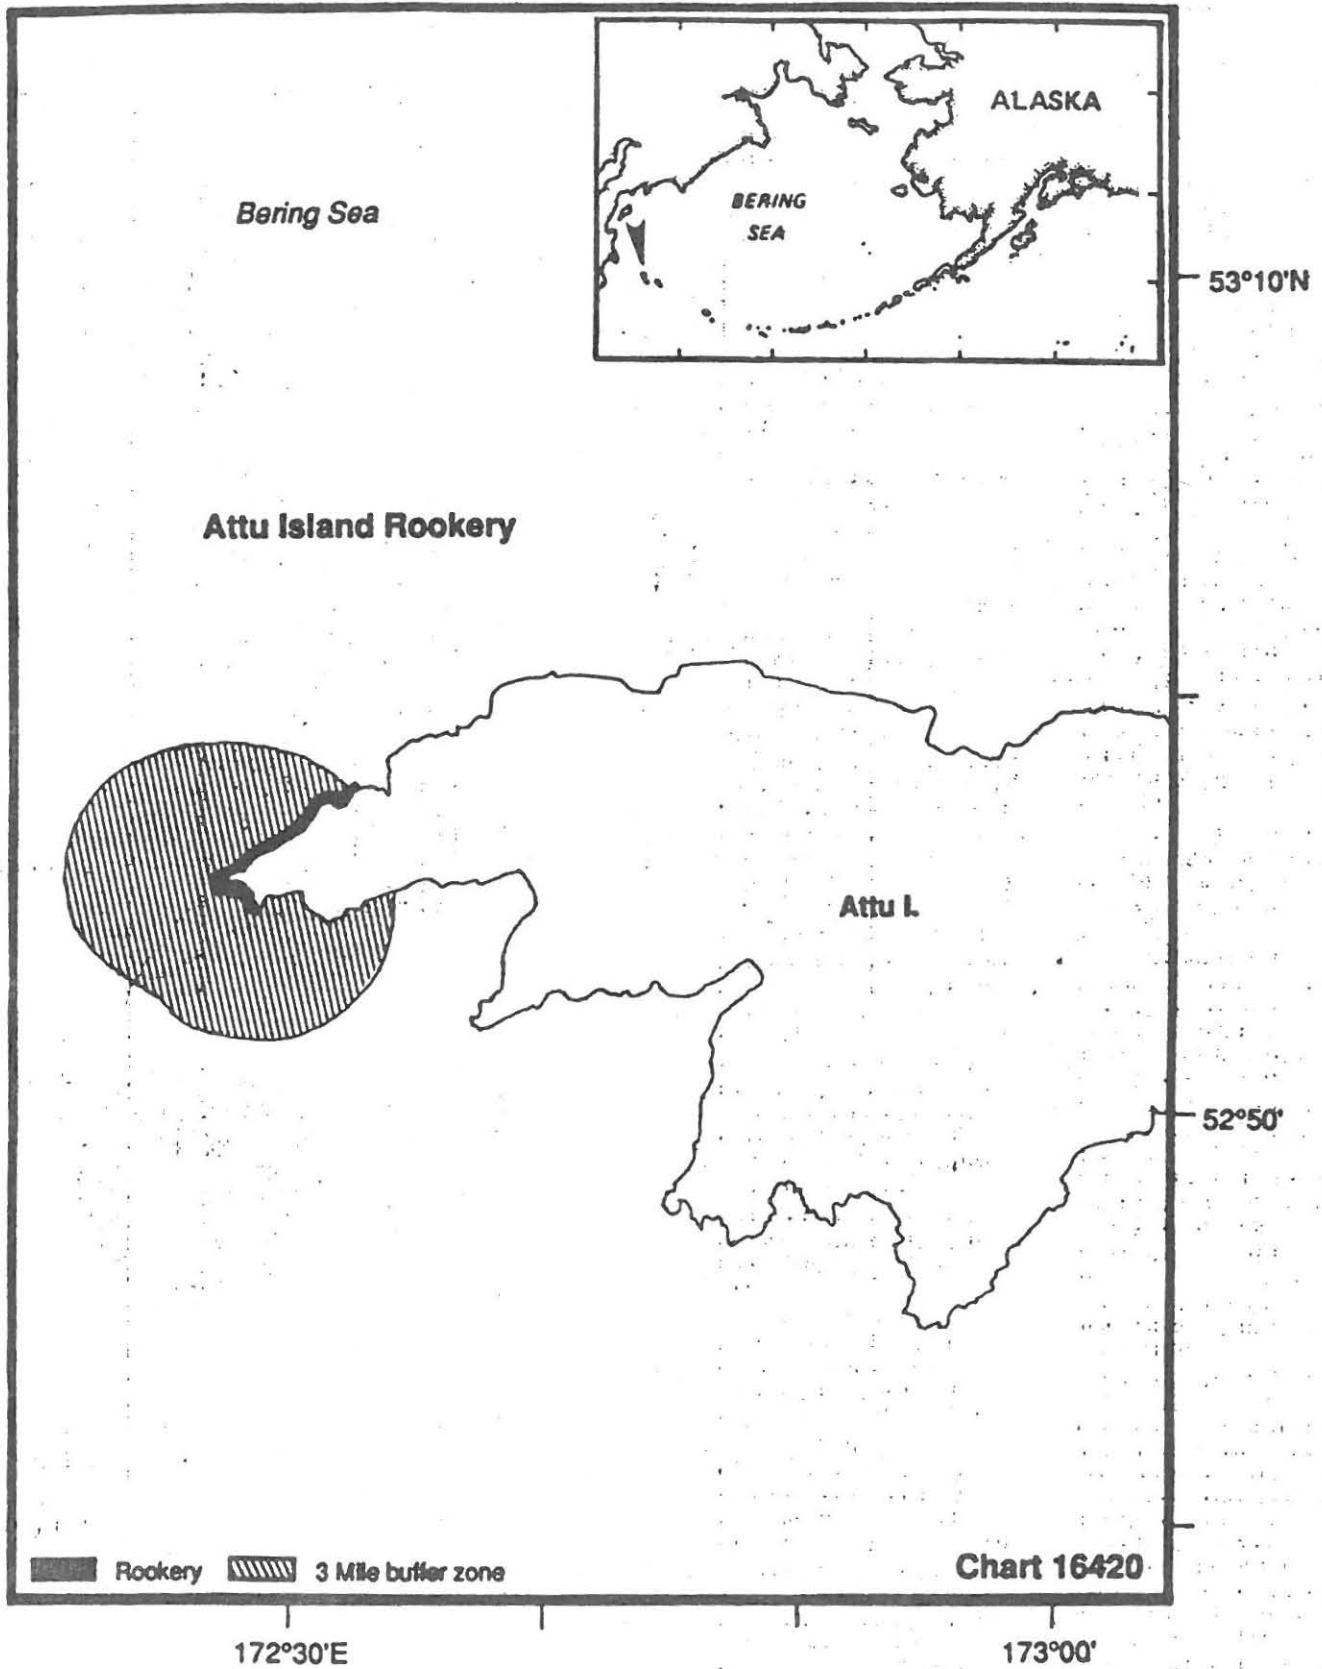 ALASKA
BERING
SEA
Bering Sea
53°10'N
Attu Island Rookery
Attu I.
52°50'
Rookery
3 Mile buffer zone
Chart 16420
172°30'E
173°00'